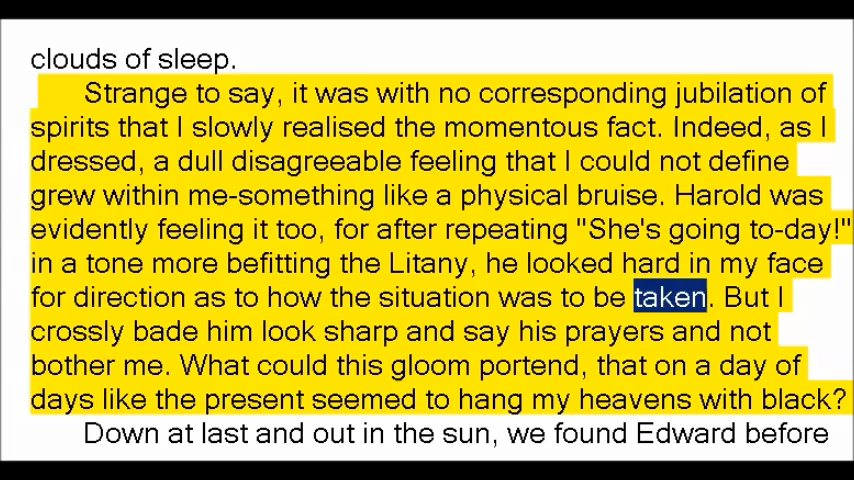 clouds of sleep.
Strange to say, it was with no corresponding jubilation of
spirits that I slowly realised the momentous fact. Indeed, as I
dressed, a dull disagreeable feeling that I could not define
grew within me-something like a physical bruise. Harold was
evidently feeling it too, for after repeating "She's going to-day!"
in a tone more befitting the Litany, he looked hard in my face
for direction as to how the situation was to be taken. But I
crossly bade him look sharp and say his prayers and not
bother me. What could this gloom portend, that on a day of
days like the present seemed to hang my heavens with black?
Down at last and out in the sun, we found Edward before